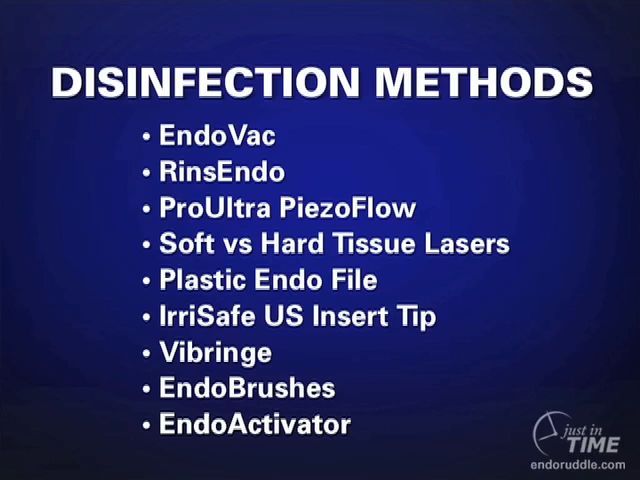 DISINFECTION METHODS
• EndoVac
• RinsEndo
• ProUltra PiezoFlow
• Soft vs Hard Tissue Lasers
• Plastic Endo File
• IrriSafe US Insert Tip
• Vibringe
• EndoBrushes
• EndoActivator
just in
TIME
endoruddle.com